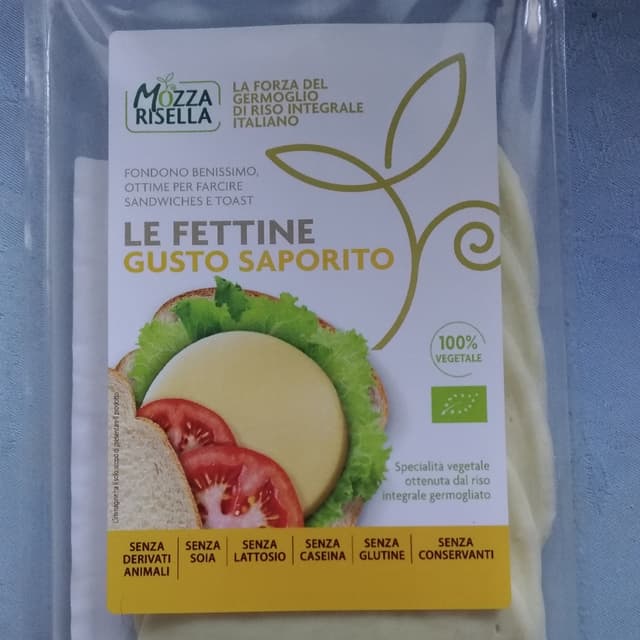 MOZZA
RISELLA
LA FORZA DEL
GERMOGLIO
DI RISO INTEGRALE
ITALIANO
FONDONO BENISSIMO,
OTTIME PER FARCIRE
SANDWICHES E TOAST
LE FETTINE
GUSTO SAPORITO
100%
VEGETALE
Specialità vegetale
ottenuta dal riso
integrale germogliato
SENZA
DERIVATI
ANIMALI
SENZA
SOIA
SENZA
LATTOSIO
SENZA
CASEINA
SENZA
GLUTINE
SENZA
CONSERVANTI